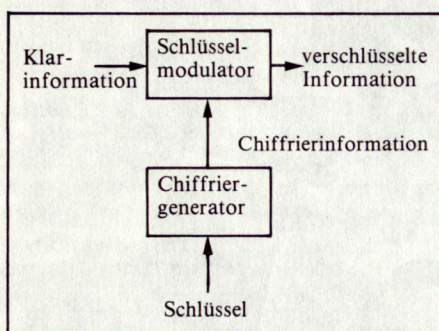 Klar-
information
Schlüssel-
modulator
verschlüsselte
Information
Chiffrierinformation
Chiffrier-
generator
Schlüssel